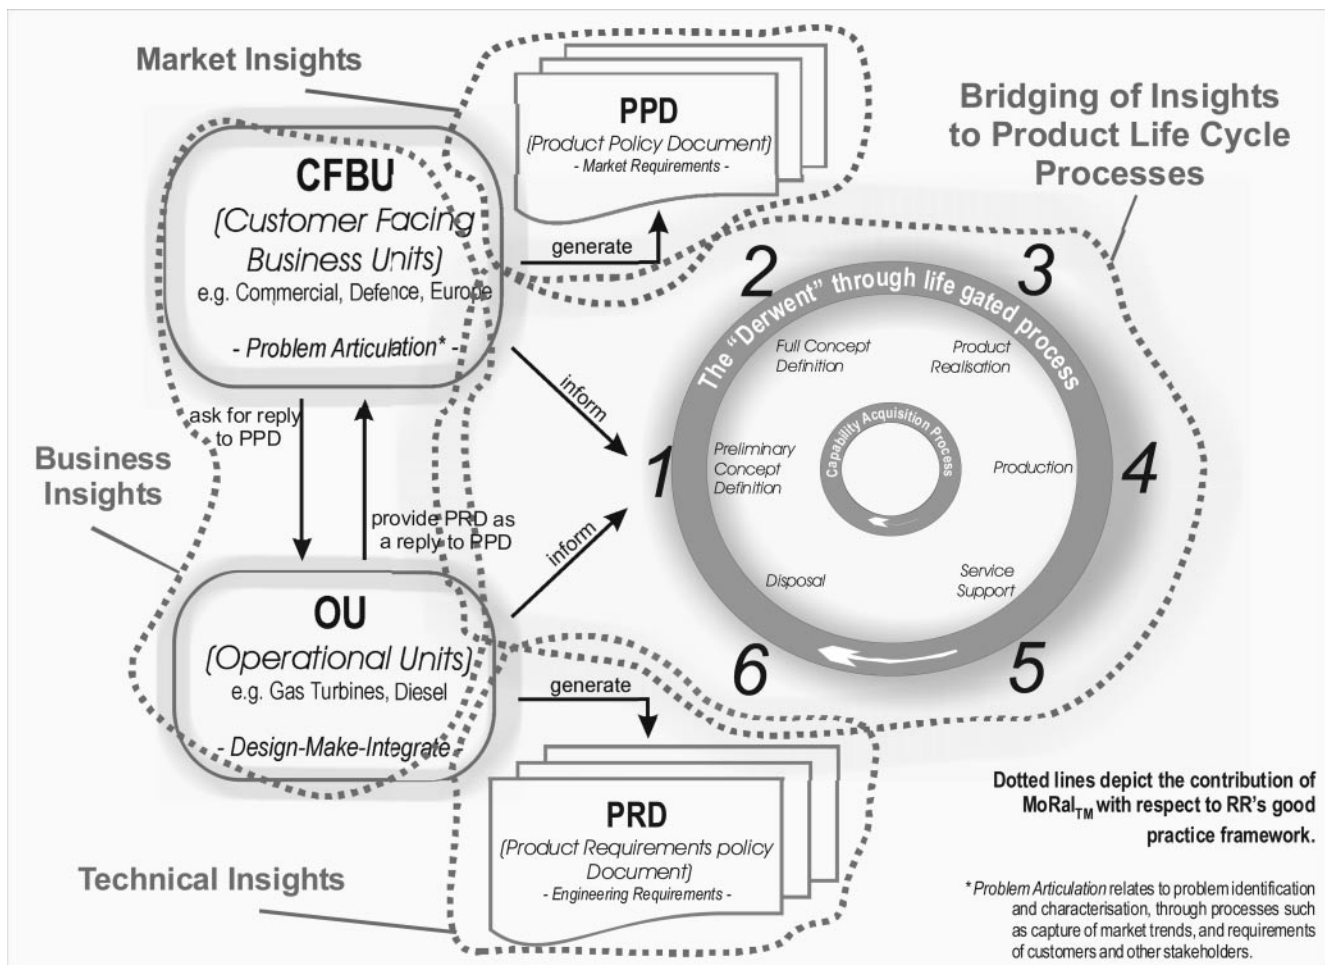 Market Insights
PPD
(Product Policy Document)
- Market Requirements -
Bridging of Insights
to Product Life Cycle
Processes
CFBU
(Customer Facing
Business Units)
e.g. Commercial, Defence, Europe
- Problem Articulation* -
generate
inform
ask for reply
to PPD
provide PRD as
a reply to PPD
Business
Insights
inform
OU
(Operational Units)
e.g. Gas Turbines, Diesel
- Design-Make-Integrate -
generate
PRD
(Product Requirements policy
Document)
- Engineering Requirements -
Technical Insights
The "Derwent" through life gated process
1
2
3
4
5
6
Preliminary
Concept
Definition
Full Concept
Definition
Product
Realisation
Production
Service
Support
Disposal
Capability Acquisition Process
Dotted lines depict the contribution of
MoRaITM with respect to RR's good
practice framework.
* Problem Articulation relates to problem identification
and characterisation, through processes such
as capture of market trends, and requirements
of customers and other stakeholders.